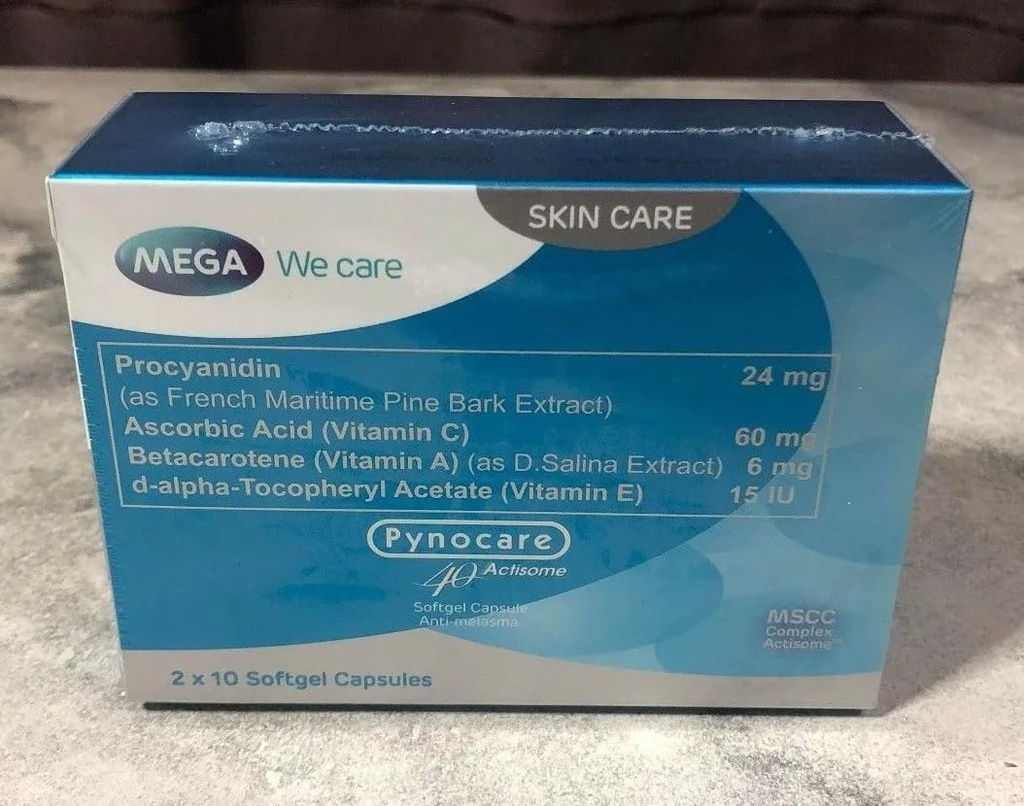 SKIN CARE
MEGA We care
Procyanidin 24 mg
(as French Maritime Pine Bark Extract)
Ascorbic Acid (Vitamin C) 60 mg
Betacarotene (Vitamin A) (as D.Salina Extract) 6 mg
d-alpha-Tocopheryl Acetate (Vitamin E) 15 IU
Pynocare
40 Actisome
Softgel Capsule
Anti-melasma
MSCC
Complex
Actisome™
2 x 10 Softgel Capsules